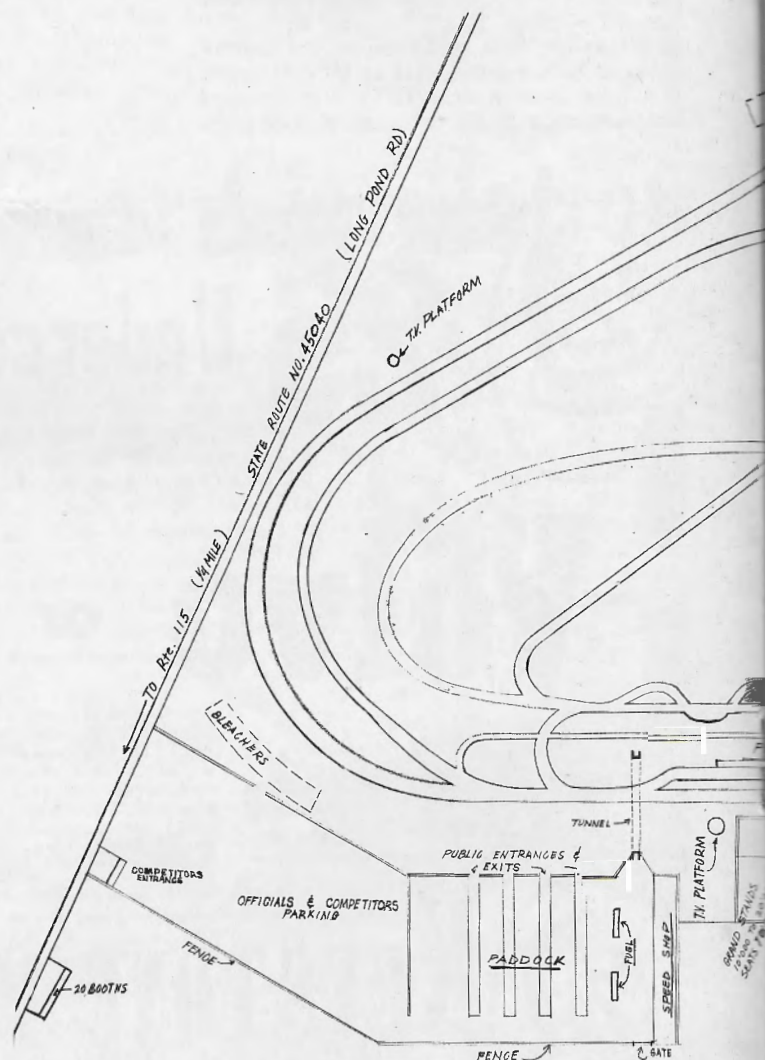 (LONG POND RD)
T.V. PLATFORM
STATE ROUTE NO. 45040
(1/4 MILE)
TO Rte. 115
BLEACHERS
TUNNEL
T.V. PLATFORM
PUBLIC ENTRANCES &
EXITS
COMPETITORS
ENTRANCE
OFFICIALS & COMPETITORS
PARKING
GRAND STANDS
FENCE
PADDOCK
FUEL
SPEED SHOP
20 BOOTHS
FENCE
GATE